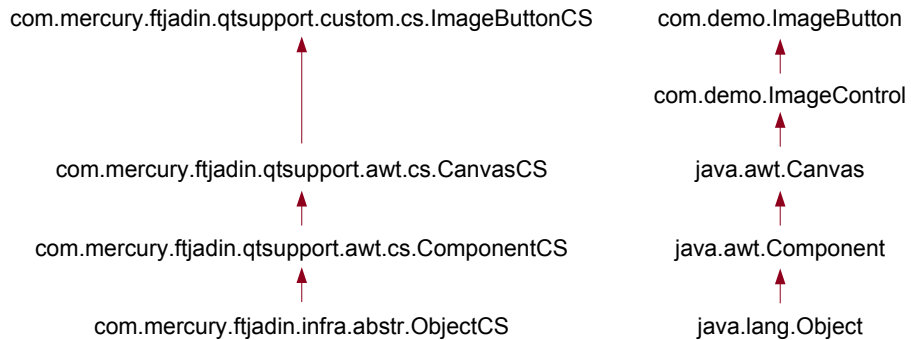 com.mercury.ftjadin.qtsupport.custom.cs.ImageButtonCS
com.demo.ImageButton
com.demo.ImageControl
com.mercury.ftjadin.qtsupport.awt.cs.CanvasCS
java.awt.Canvas
com.mercury.ftjadin.qtsupport.awt.cs.ComponentCS
java.awt.Component
com.mercury.ftjadin.infra.abstr.ObjectCS
java.lang.Object